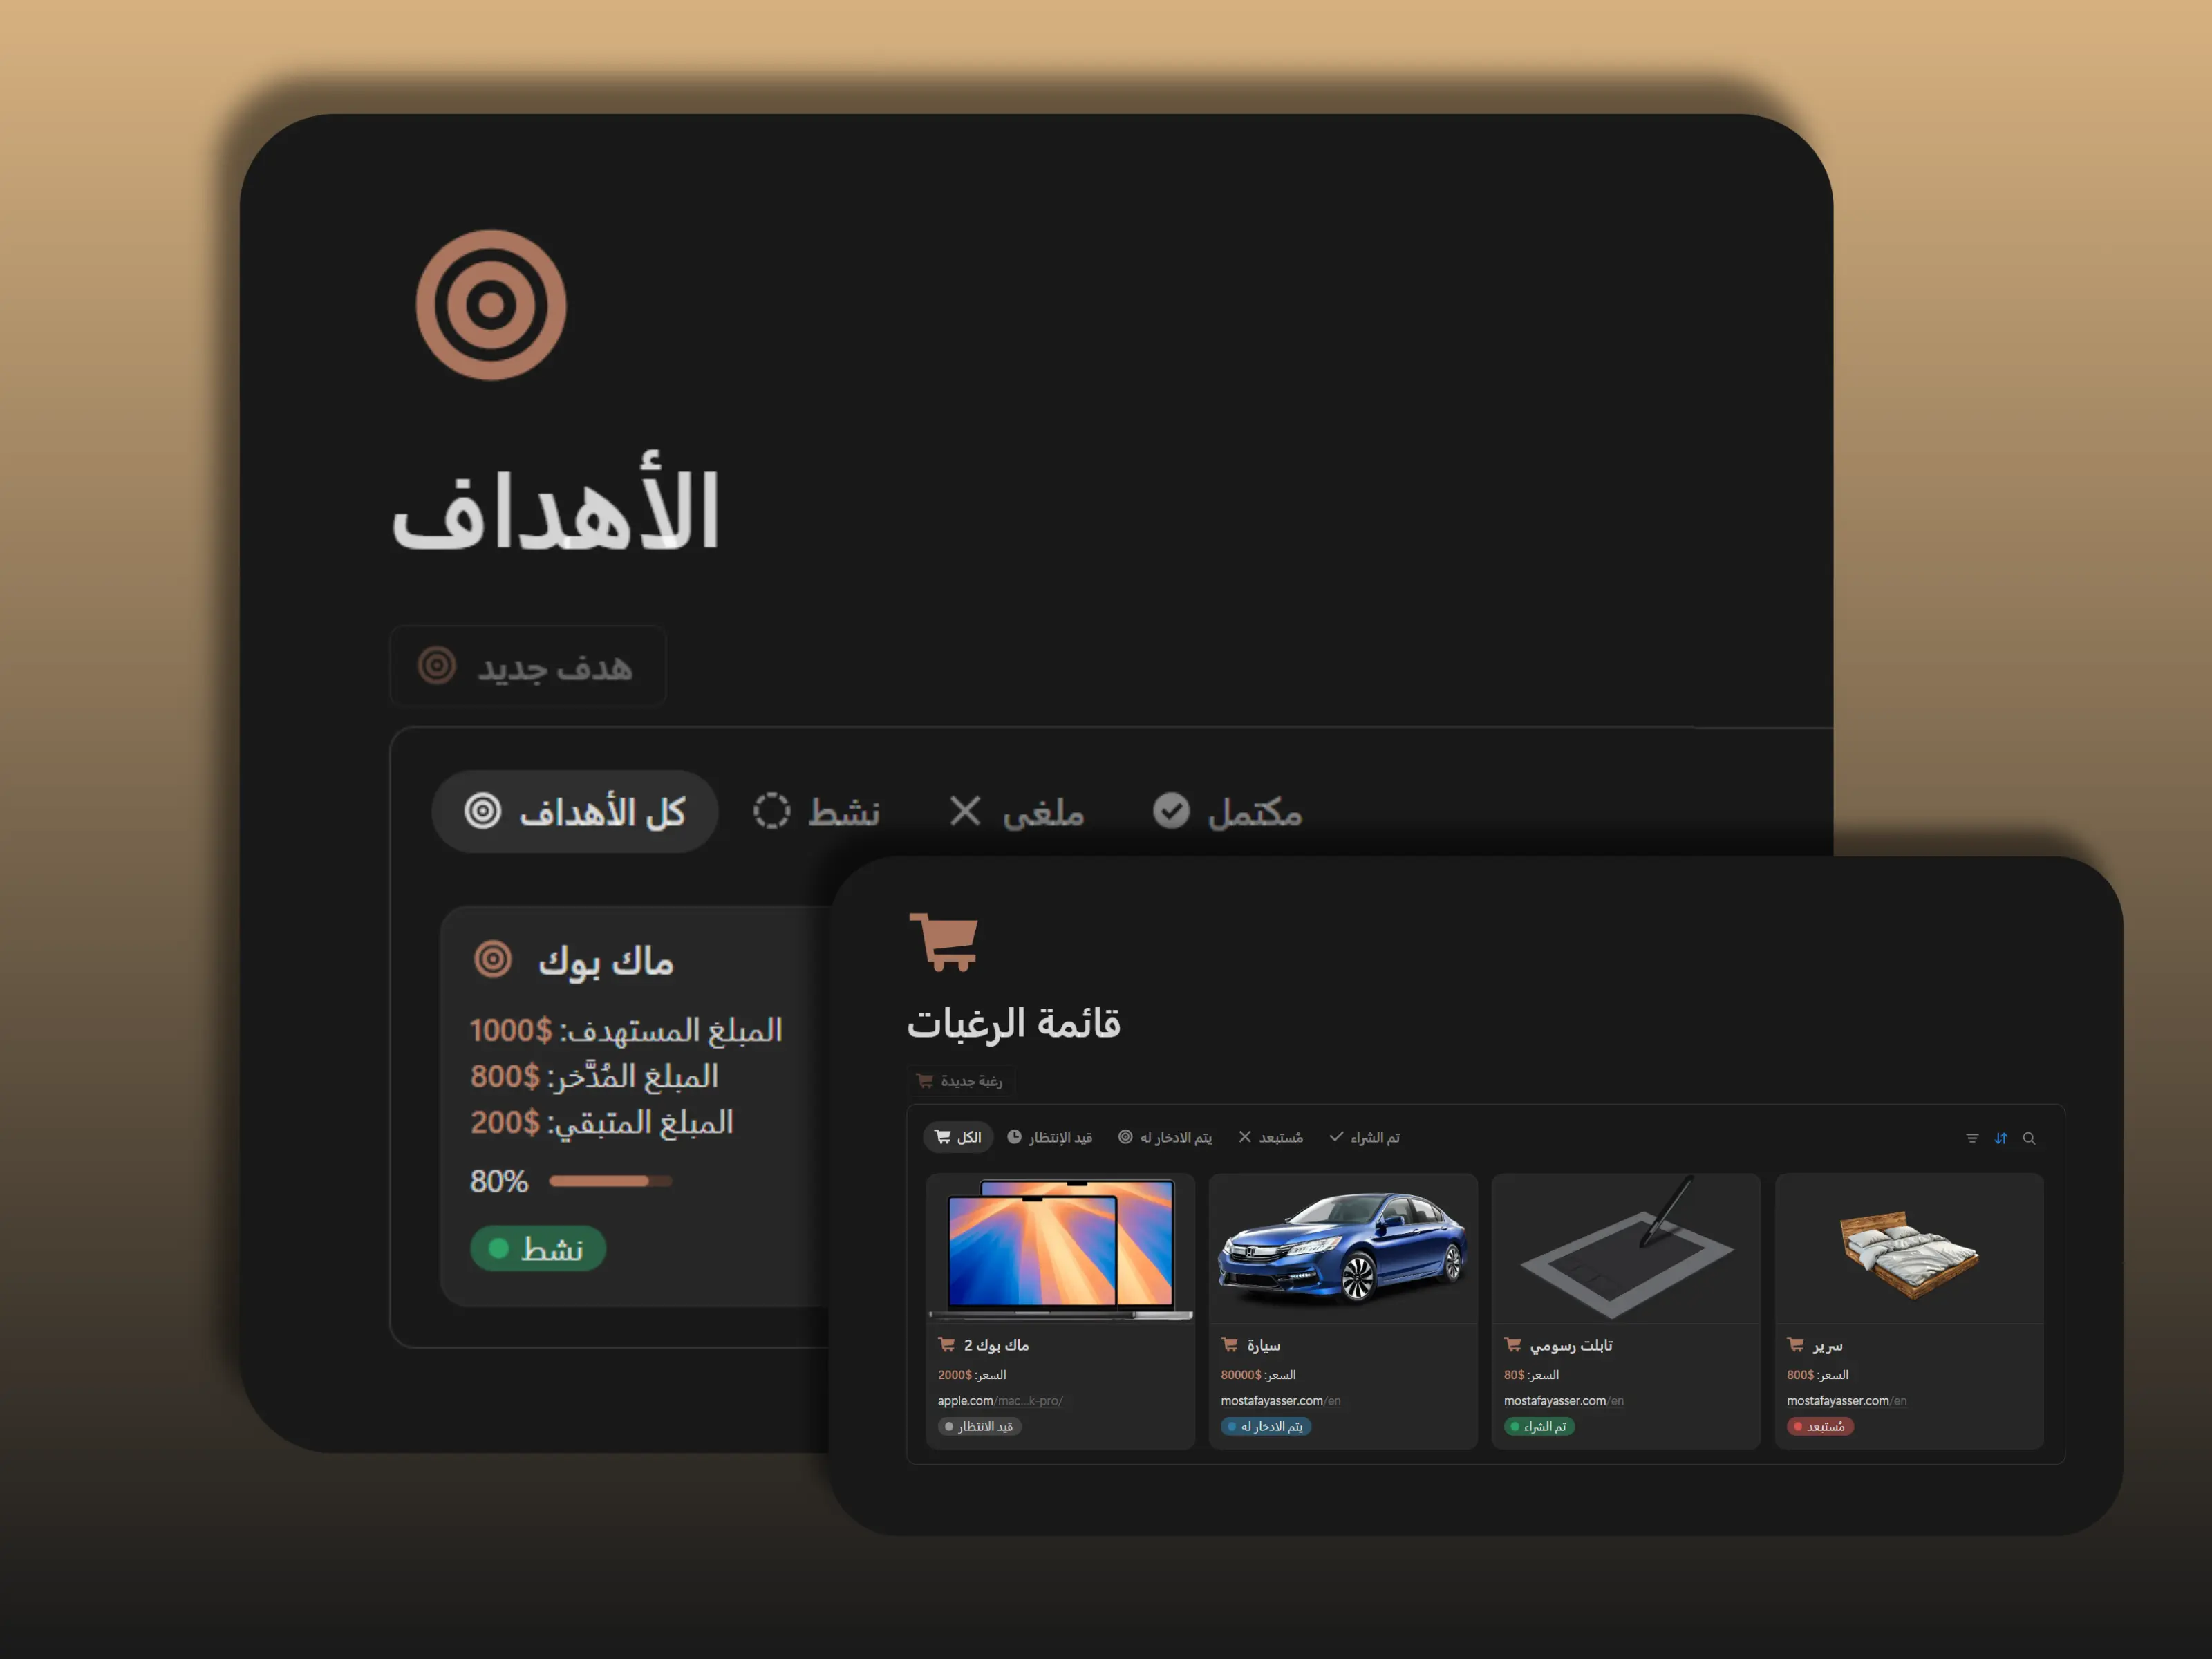 الأهداف
هدف جديد
كل الأهداف
نشط
ملغى
مكتمل
ماك بوك
المبلغ المستهدف: 1000$
المبلغ المُدَّخر: 800$
المبلغ المتبقي: 200$
80%
نشط
قائمة الرغبات
رغبة جديدة
الكل
قيد الإنتظار
يتم الادخار له
مُستبعد
تم الشراء
ماك بوك 2
السعر: 2000$
apple.com/mac...k-pro/
قيد الانتظار
سيارة
السعر: 80000$
mostafayasser.com/en
يتم الادخار له
تابلت رسومي
السعر: 80$
mostafayasser.com/en
تم الشراء
سرير
السعر: 800$
mostafayasser.com/en
مُستبعد